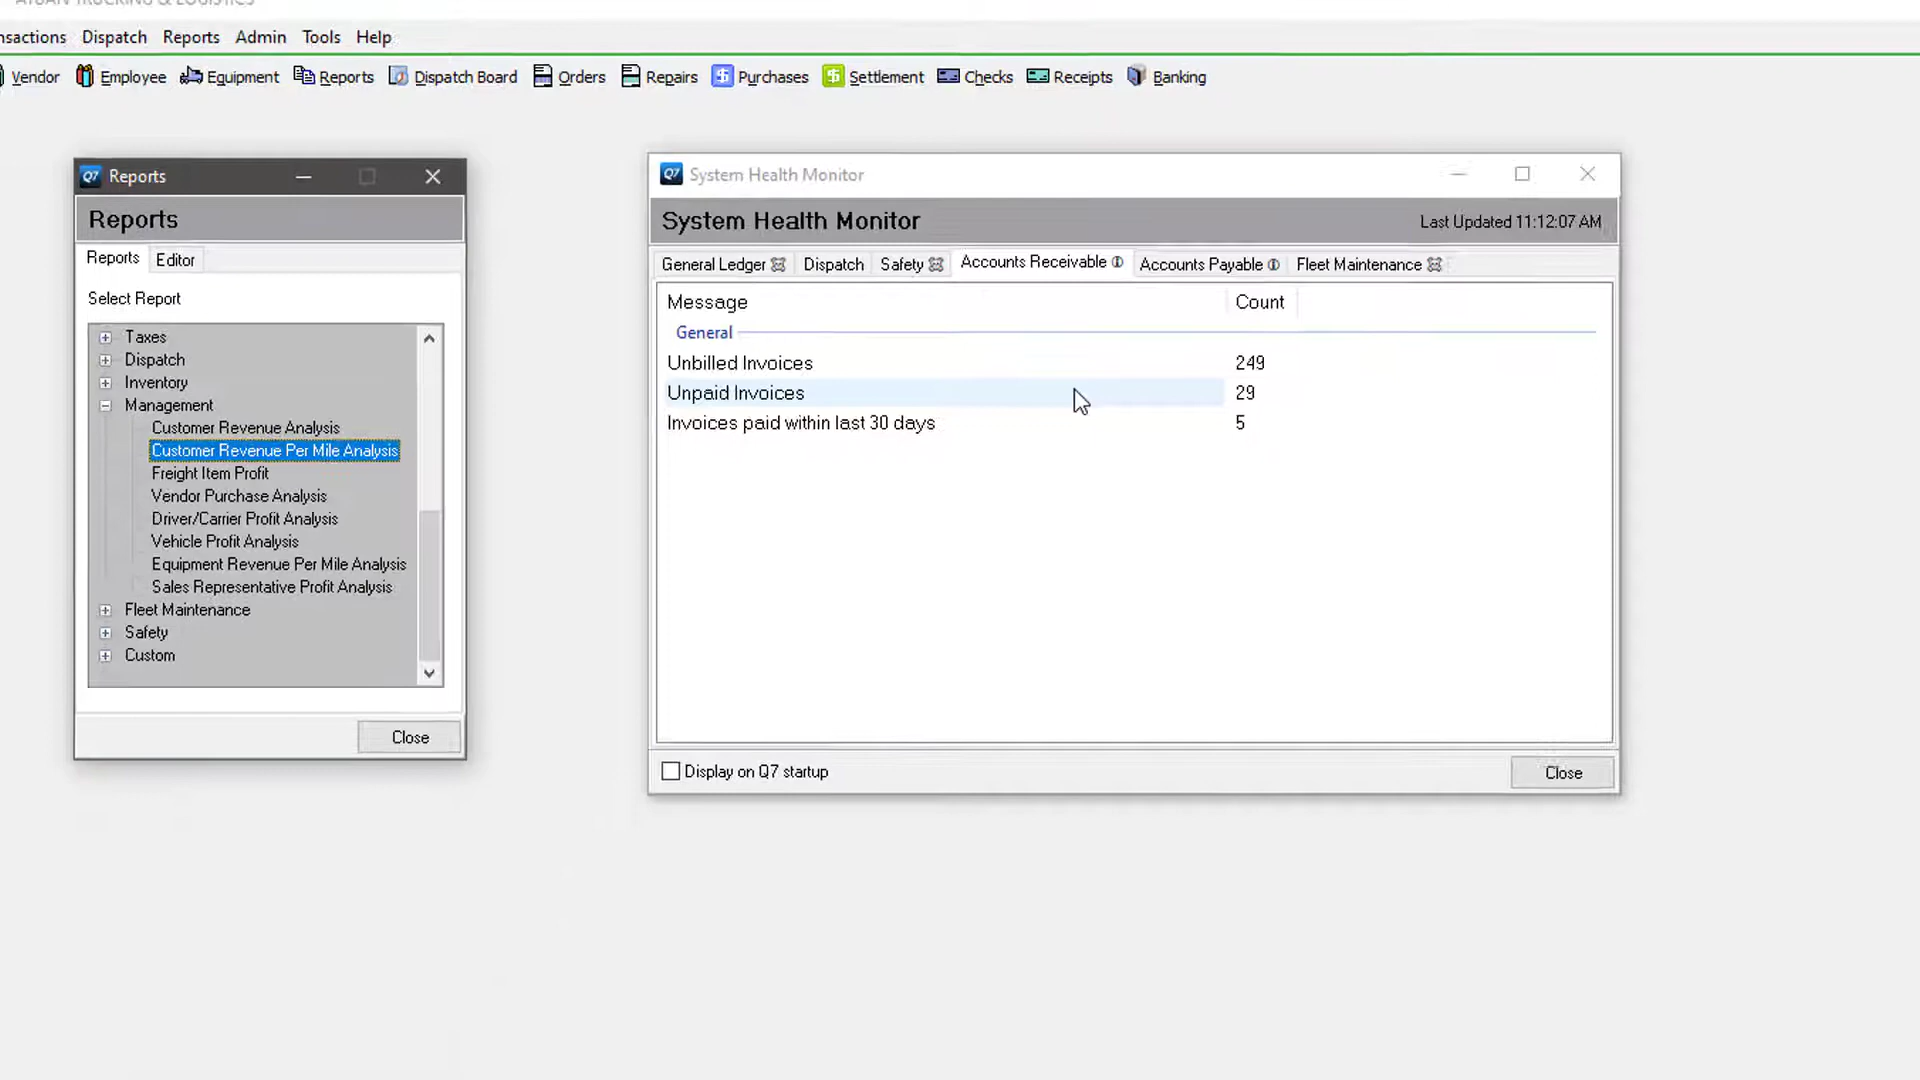 TRUCKING & LOGISTICS
nsactions Dispatch Reports Admin Tools Help
Vendor Employee Equipment Reports Dispatch Board Orders Repairs Purchases Settlement Checks Receipts Banking
Q7 Reports
Reports
Reports Editor
Select Report
Taxes
Dispatch
Inventory
Management
Customer Revenue Analysis
Customer Revenue Per Mile Analysis
Freight Item Profit
Vendor Purchase Analysis
Driver/Carrier Profit Analysis
Vehicle Profit Analysis
Equipment Revenue Per Mile Analysis
Sales Representative Profit Analysis
Fleet Maintenance
Safety
Custom
Close
Q7 System Health Monitor
System Health Monitor Last Updated 11:12:07 AM
General Ledger Dispatch Safety Accounts Receivable Accounts Payable Fleet Maintenance
Message Count
General
Unbilled Invoices 249
Unpaid Invoices 29
Invoices paid within last 30 days 5
Display on Q7 startup Close